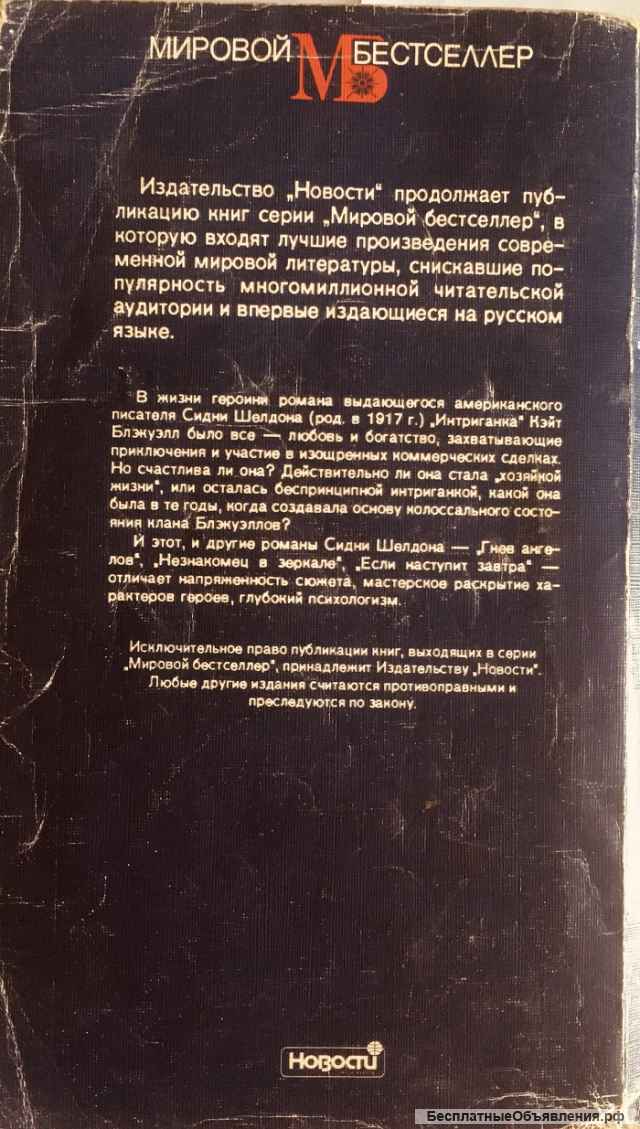 МИРОВОЙ МБ БЕСТСЕЛЛЕР
Издательство „Новости“ продолжает пуб-
ликацию книг серии „Мировой бестселлер“, в
которую входят лучшие произведения совре-
менной мировой литературы, снискавшие по-
пулярность многомиллионной читательской
аудитории и впервые издающиеся на русском
языке.
В жизни героини романа выдающегося американского
писателя Сидни Шелдона (род. в 1917 г.) „Интриганка“ Кэйт
Блэкуэлл было все — любовь и богатство, захватывающие
приключения и участие в изощренных коммерческих сделках.
Но счастлива ли она? Действительно ли она стала „хозяйкой
жизни“, или осталась беспринципной интриганкой, какой она
была в те годы, когда создавала основу колоссального состо-
яния клана Блэкуэллов?
И этот, и другие романы Сидни Шелдона — „Гнев анге-
лов“, „Незнакомец в зеркале“, „Если наступит завтра“ —
отличает напряженность сюжета, мастерское раскрытие ха-
рактеров героев, глубокий психологизм.
Исключительное право публикации книг, выходящих в серии
„Мировой бестселлер“, принадлежит Издательству „Новости“.
Любые другие издания считаются противоправными и
преследуются по закону.
Новости
БесплатныеОбъявления.рф